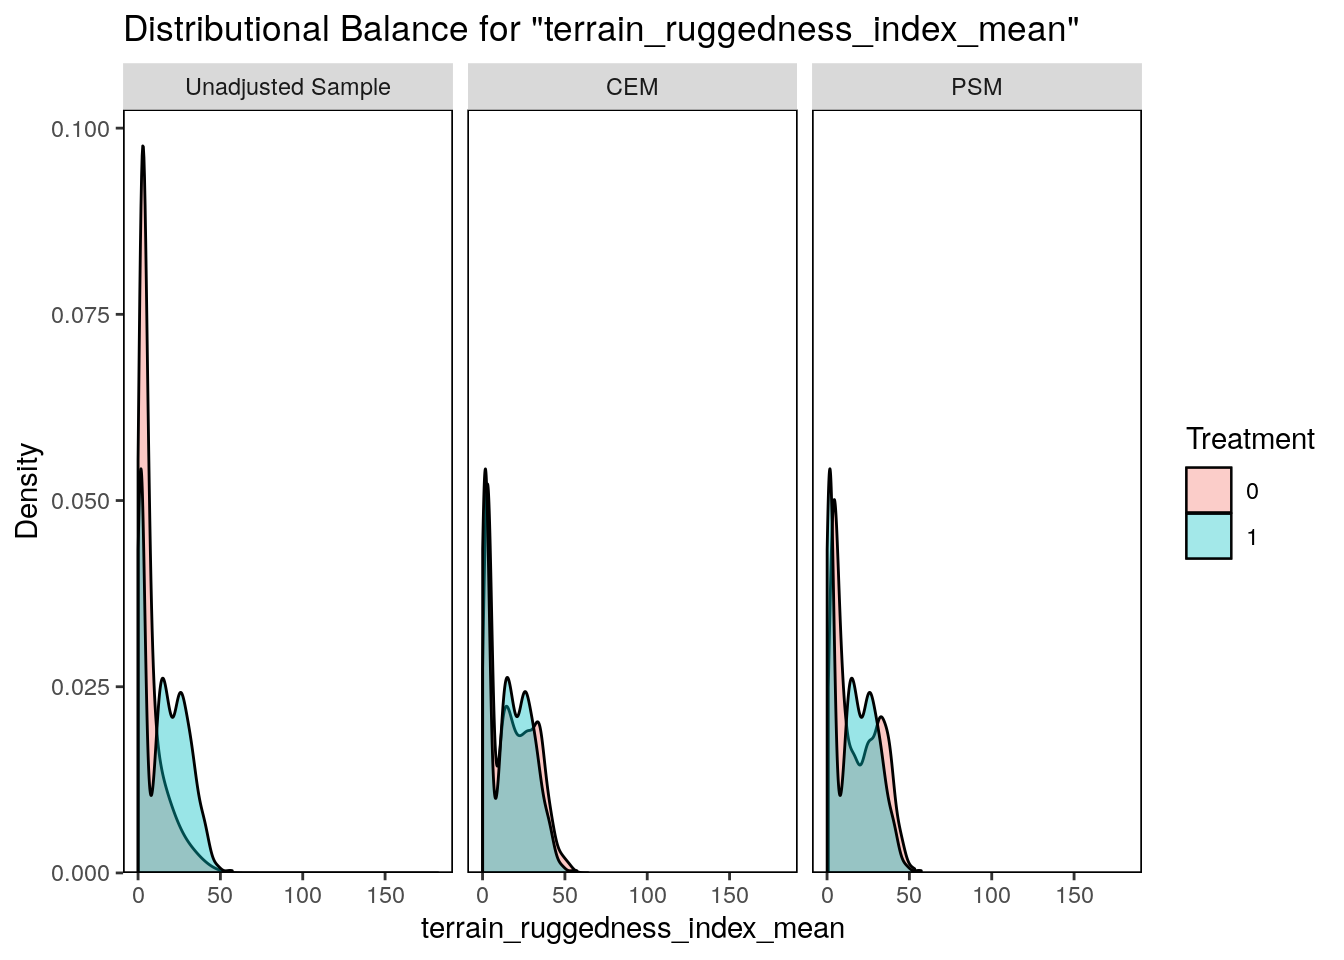 Distributional Balance for "terrain_ruggedness_index_mean"
Unadjusted Sample
CEM
PSM
0.100
0.075
0.050
0.025
0.000
Density
0 50 100 150
0 50 100 150
0 50 100 150
terrain_ruggedness_index_mean
Treatment
0
1